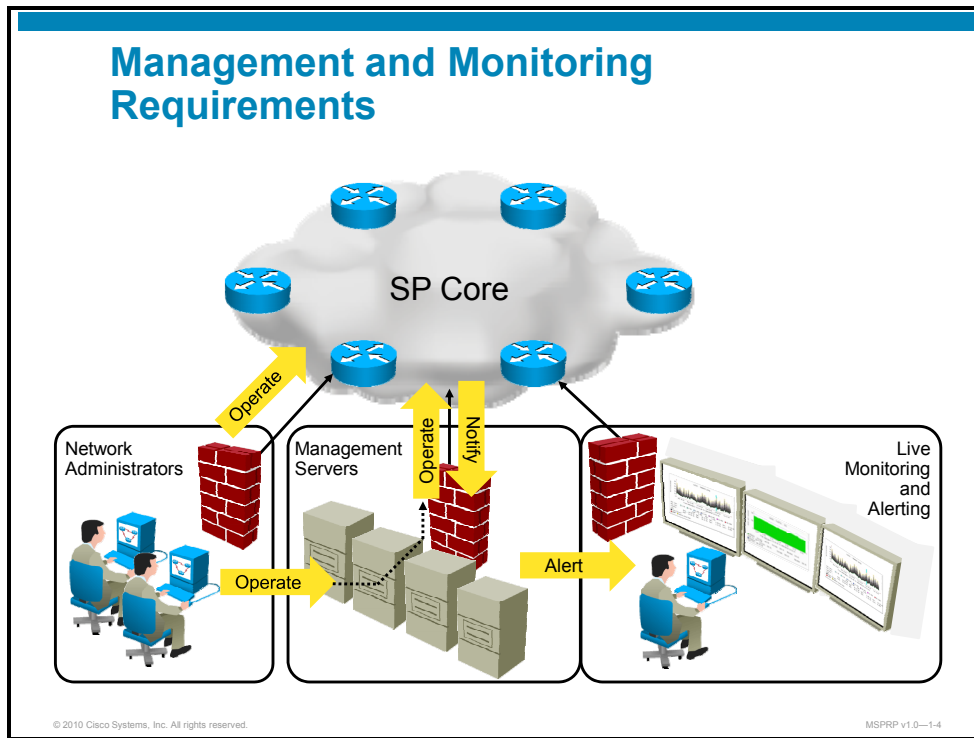 Management and Monitoring
Requirements
SP Core
Operate
Operate
Notify
Network
Administrators
Management
Servers
Live
Monitoring
and
Alerting
Operate
Alert
© 2010 Cisco Systems, Inc. All rights reserved.
MSPRP v1.0—1-4